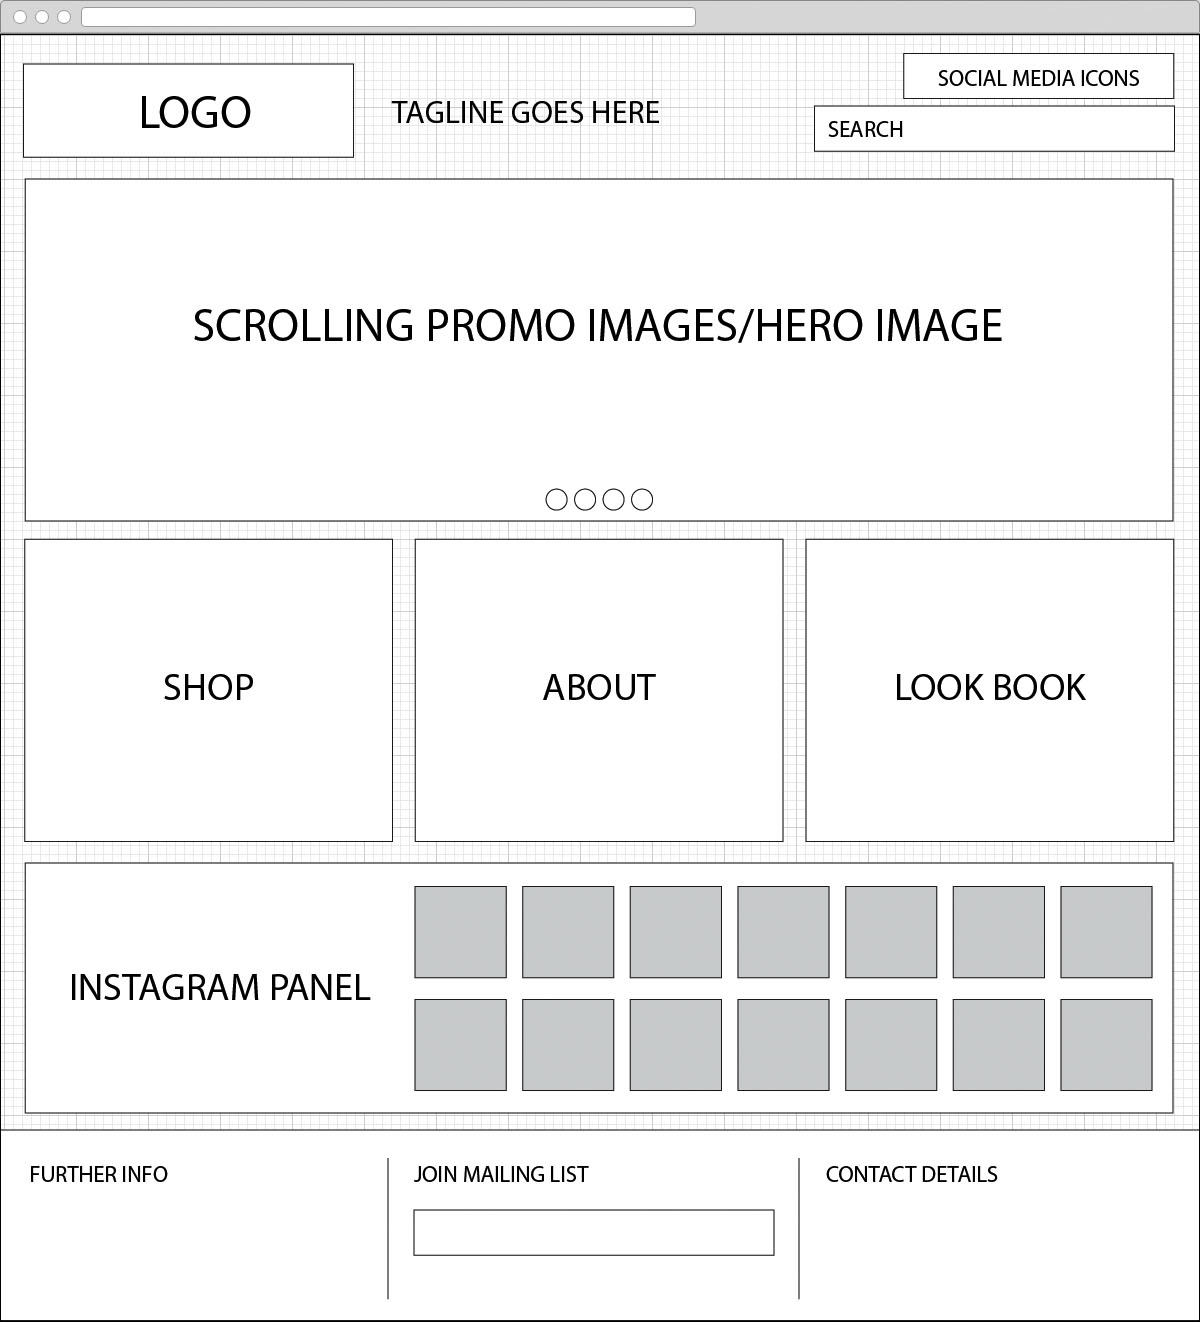 LOGO
TAGLINE GOES HERE
SOCIAL MEDIA ICONS
SEARCH
SCROLLING PROMO IMAGES/HERO IMAGE
SHOP
ABOUT
LOOK BOOK
INSTAGRAM PANEL
FURTHER INFO
JOIN MAILING LIST
CONTACT DETAILS